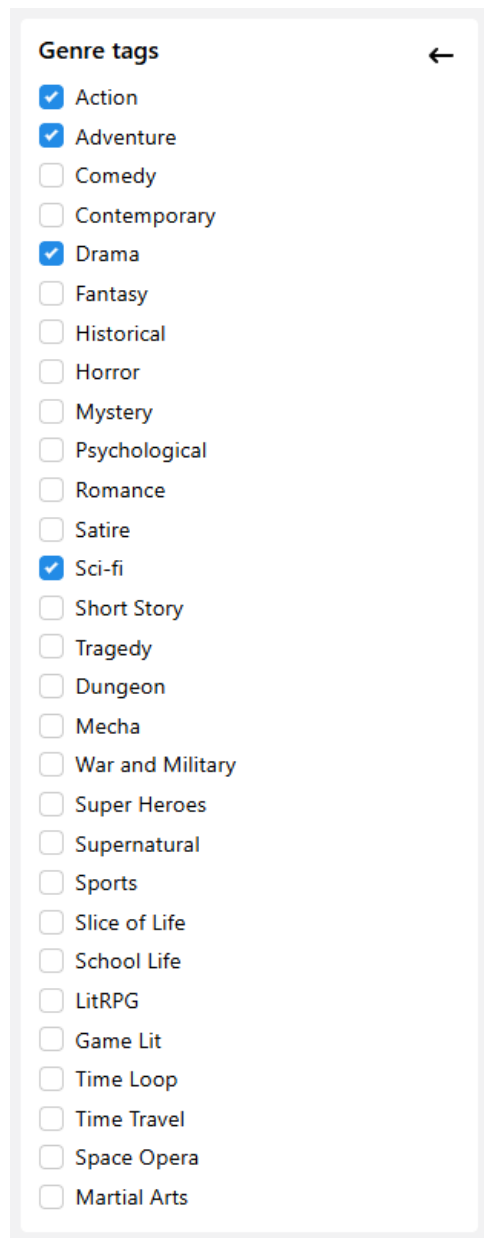 Genre tags
Action
Adventure
Comedy
Contemporary
Drama
Fantasy
Historical
Horror
Mystery
Psychological
Romance
Satire
Sci-fi
Short Story
Tragedy
Dungeon
Mecha
War and Military
Super Heroes
Supernatural
Sports
Slice of Life
School Life
LitRPG
Game Lit
Time Loop
Time Travel
Space Opera
Martial Arts